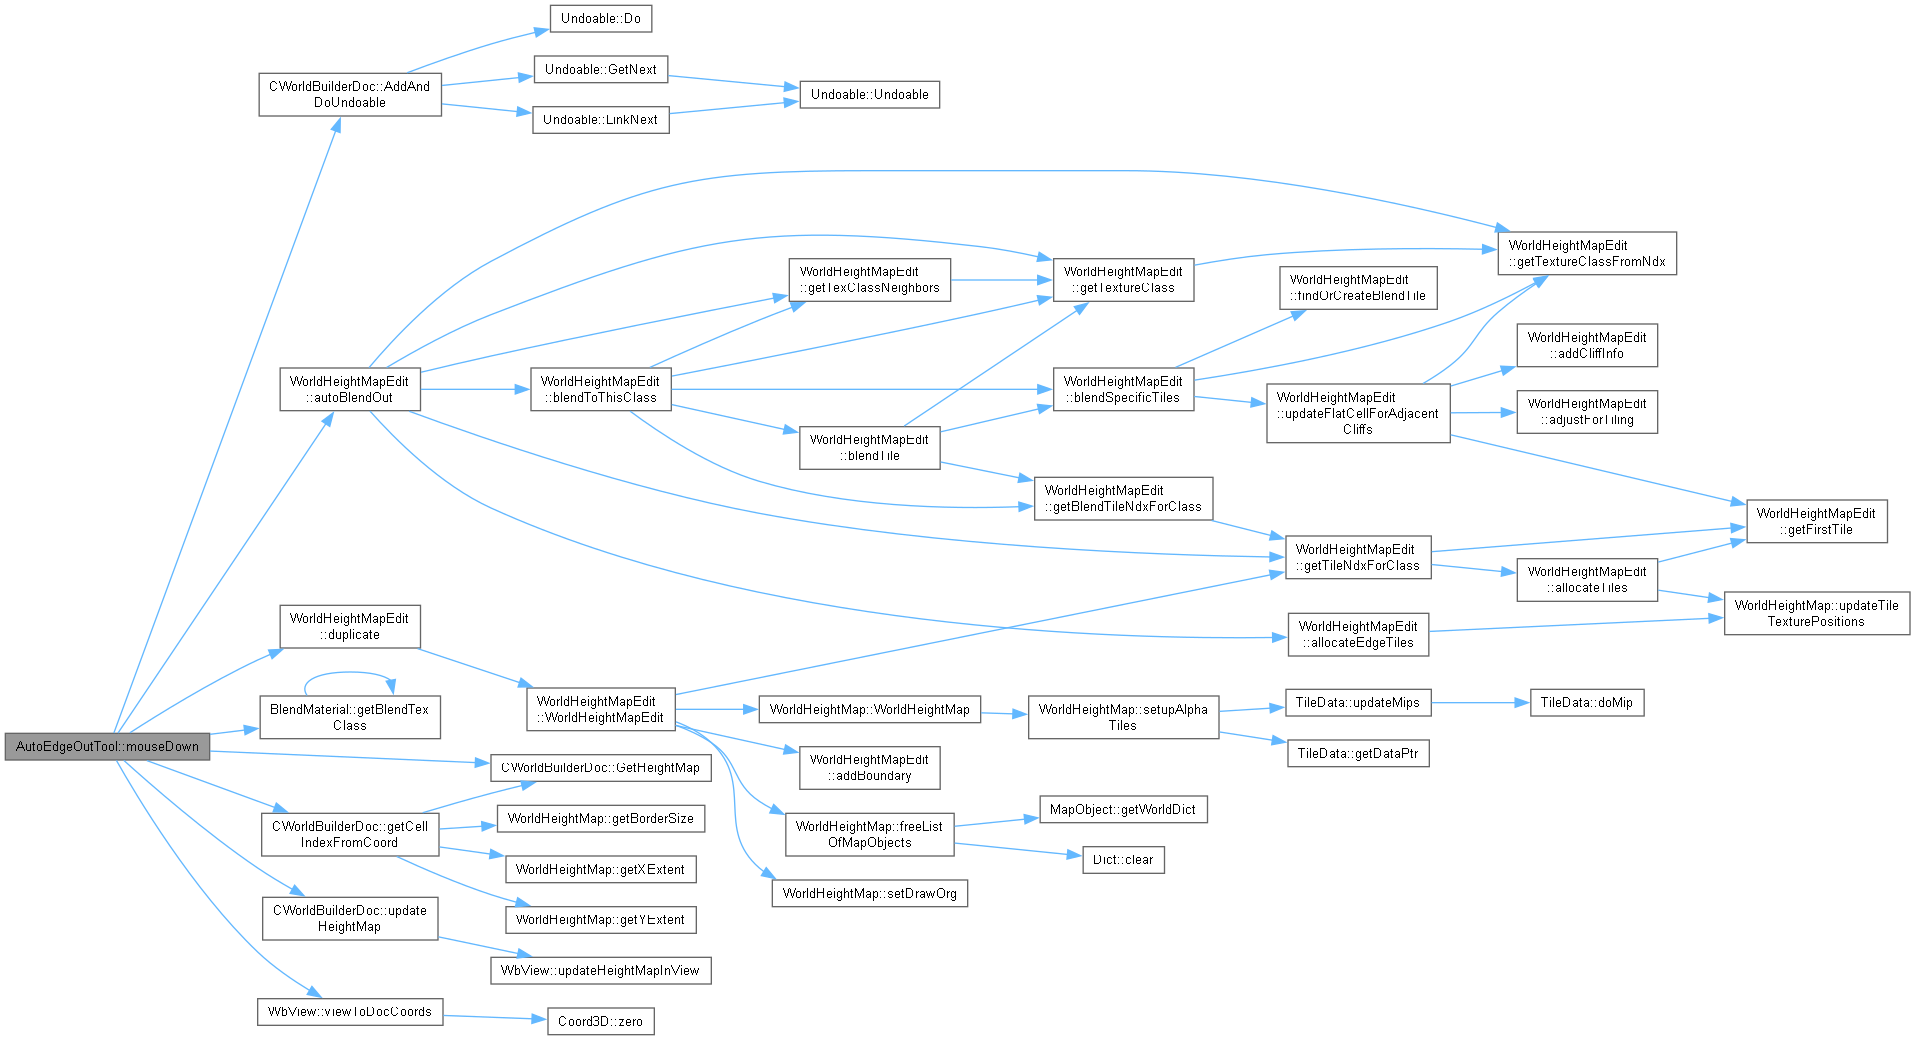 AutoEdgeOutTool::mouseDown
CWorldBuilderDoc::AddAnd
DoUndoable
Undoable::Do
Undoable::GetNext
Undoable::LinkNext
Undoable::Undoable
WorldHeightMapEdit
::autoBlendOut
WorldHeightMapEdit
::blendToThisClass
WorldHeightMapEdit
::getTexClassNeighbors
WorldHeightMapEdit
::blendTile
WorldHeightMapEdit
::getTextureClass
WorldHeightMapEdit
::blendSpecificTiles
WorldHeightMapEdit
::getBlendTileNdxForClass
WorldHeightMapEdit
::findOrCreateBlendTile
WorldHeightMapEdit
::updateFlatCellForAdjacent
Cliffs
WorldHeightMapEdit
::getTileNdxForClass
WorldHeightMapEdit
::allocateEdgeTiles
WorldHeightMapEdit
::getTextureClassFromNdx
WorldHeightMapEdit
::addCliffInfo
WorldHeightMapEdit
::adjustForTiling
WorldHeightMapEdit
::allocateTiles
WorldHeightMapEdit
::getFirstTile
WorldHeightMap::updateTile
TexturePositions
WorldHeightMapEdit
::duplicate
WorldHeightMapEdit
::WorldHeightMapEdit
WorldHeightMap::WorldHeightMap
WorldHeightMap::setupAlpha
Tiles
TileData::updateMips
TileData::doMip
TileData::getDataPtr
WorldHeightMapEdit
::addBoundary
WorldHeightMap::freeList
OfMapObjects
MapObject::getWorldDict
Dict::clear
WorldHeightMap::setDrawOrg
BlendMaterial::getBlendTex
Class
CWorldBuilderDoc::GetHeightMap
CWorldBuilderDoc::getCell
IndexFromCoord
WorldHeightMap::getBorderSize
WorldHeightMap::getXExtent
WorldHeightMap::getYExtent
CWorldBuilderDoc::update
HeightMap
WbView::updateHeightMapInView
WbView::viewToDocCoords
Coord3D::zero